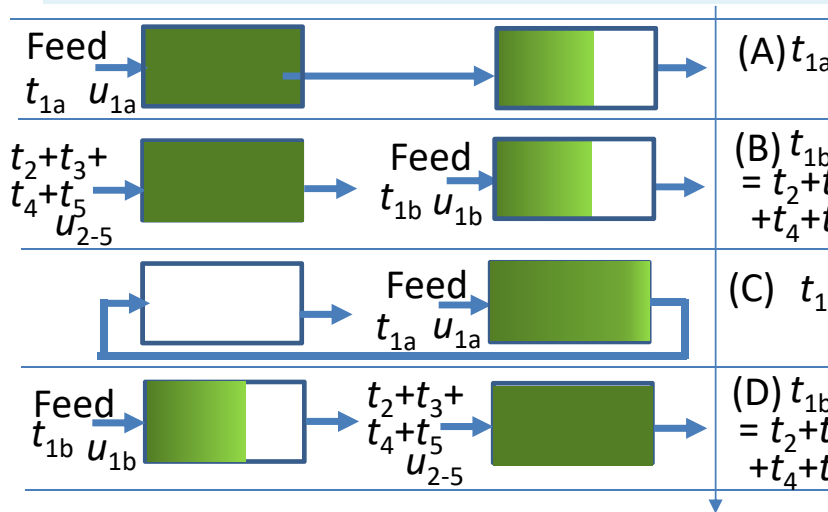 Feed
t1a u1a
(A) t1a
t2+t3+
t4+t5
u2-5
Feed
t1b u1b
(B) t1b
= t2+t
+t4+t
Feed
t1a u1a
(C) t1
Feed
t1b u1b
t2+t3+
t4+t5
u2-5
(D) t1b
= t2+t
+t4+t